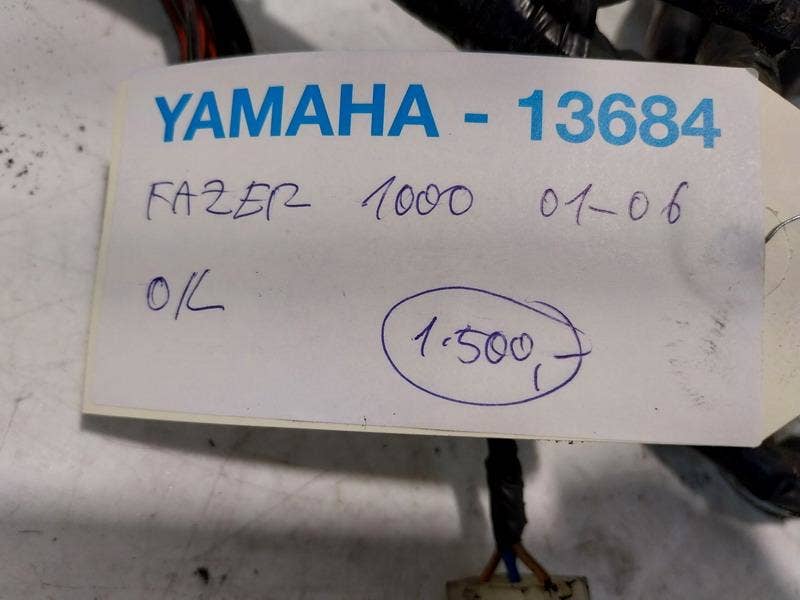 YAMAHA - 13684
FAZER 1000 01-06
O/L
1.500,-